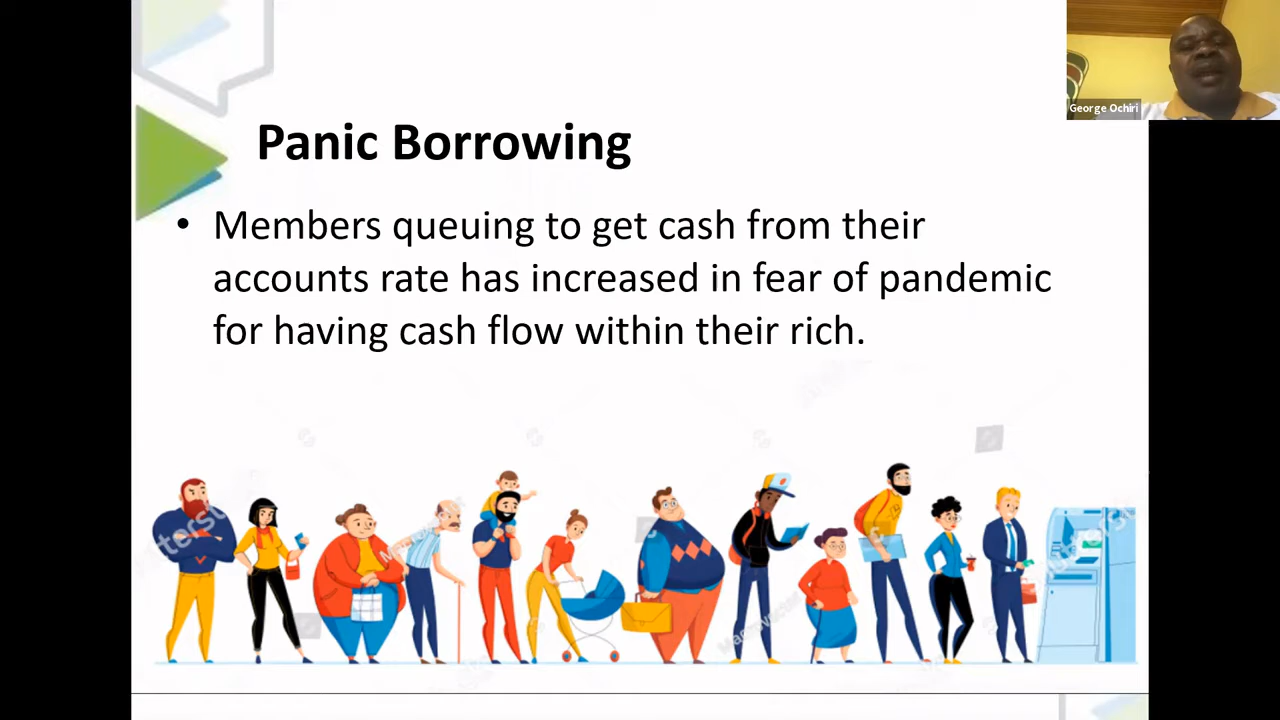 George Ochiri
Panic Borrowing
• Members queuing to get cash from their
accounts rate has increased in fear of pandemic
for having cash flow within their rich.